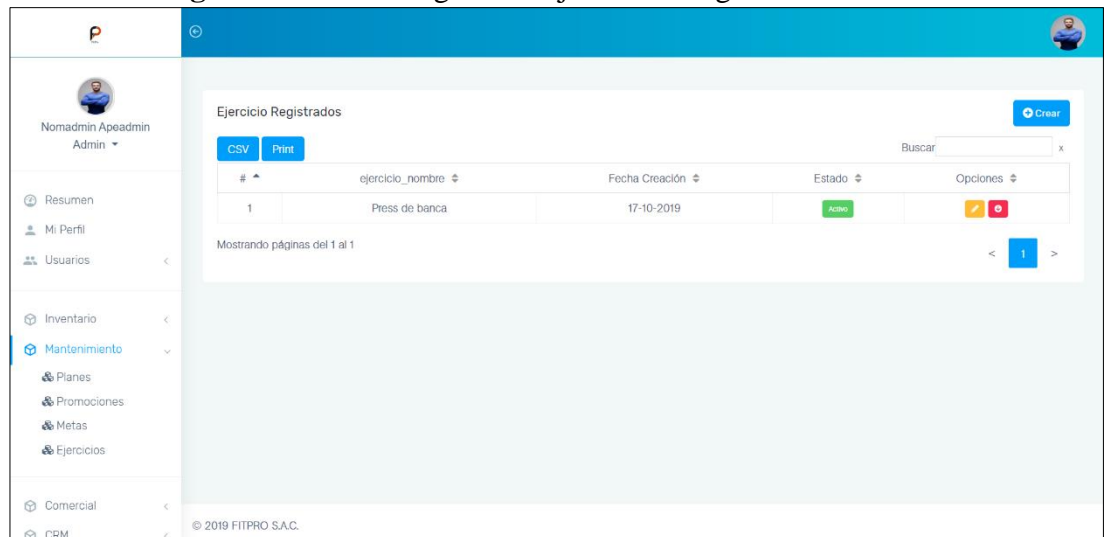 Ejercicio Registrados
Crear
CSV Print
Buscar x
# ejercicio_nombre Fecha Creación Estado Opciones
1 Press de banca 17-10-2019 Activo
Mostrando páginas del 1 al 1
< 1 >
Nomadmin Apeadmin
Admin
Resumen
Mi Perfil
Usuarios <
Inventario <
Mantenimiento
Planes
Promociones
Metas
Ejercicios
Comercial <
CRM
© 2019 FITPRO S.A.C.